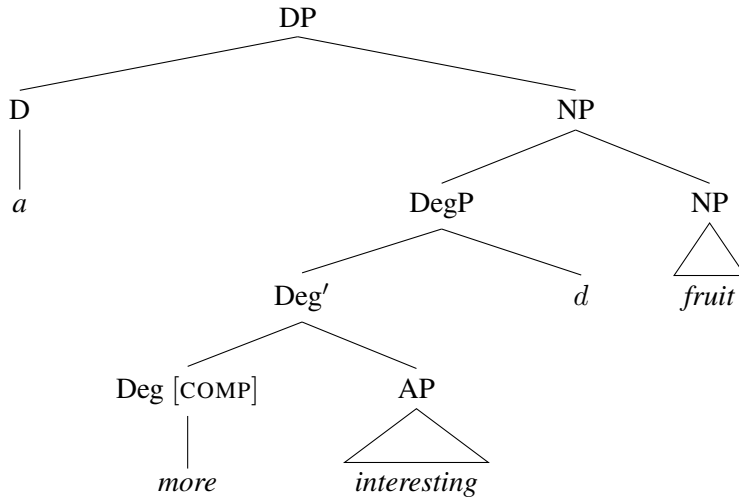 DP
D NP
a DegP NP
Deg′ d fruit
Deg [COMP] AP
more interesting